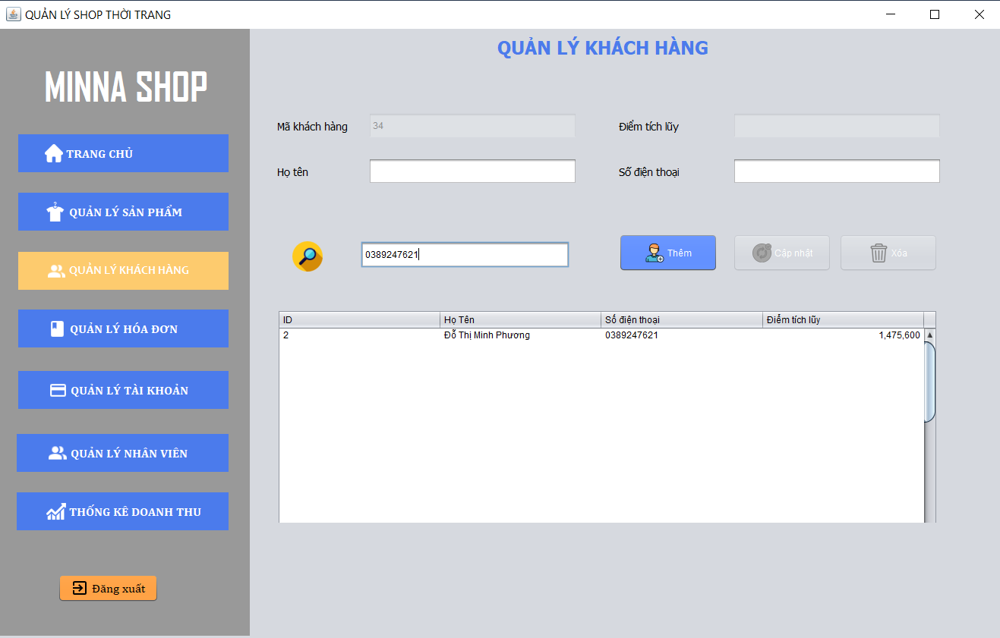 QUẢN LÝ SHOP THỜI TRANG
MINNA SHOP
TRANG CHỦ
QUẢN LÝ SẢN PHẨM
QUẢN LÝ KHÁCH HÀNG
QUẢN LÝ HÓA ĐƠN
QUẢN LÝ TÀI KHOẢN
QUẢN LÝ NHÂN VIÊN
THỐNG KÊ DOANH THU
Đăng xuất
QUẢN LÝ KHÁCH HÀNG
Mã khách hàng 34 Điểm tích lũy
Họ tên Số điện thoại
0389247621 Thêm Cập nhật Xóa
ID Họ Tên Số điện thoại Điểm tích lũy
2 Đỗ Thị Minh Phương 0389247621 1,475,600